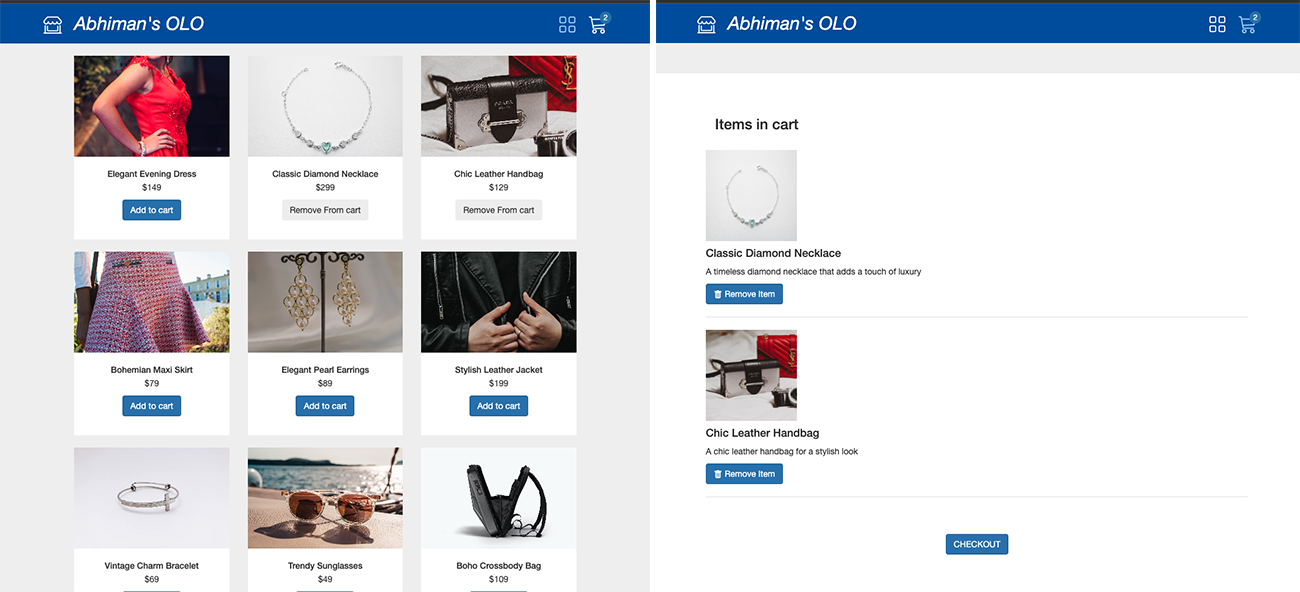 Abhiman's OLO
2
Elegant Evening Dress
$149
Add to cart
Classic Diamond Necklace
$299
Remove From cart
Chic Leather Handbag
$129
Remove From cart
Bohemian Maxi Skirt
$79
Add to cart
Elegant Pearl Earrings
$89
Add to cart
Stylish Leather Jacket
$199
Add to cart
Vintage Charm Bracelet
$69
Trendy Sunglasses
$49
Boho Crossbody Bag
$109
Abhiman's OLO
2
Items in cart
Classic Diamond Necklace
A timeless diamond necklace that adds a touch of luxury
Remove Item
Chic Leather Handbag
A chic leather handbag for a stylish look
Remove Item
CHECKOUT